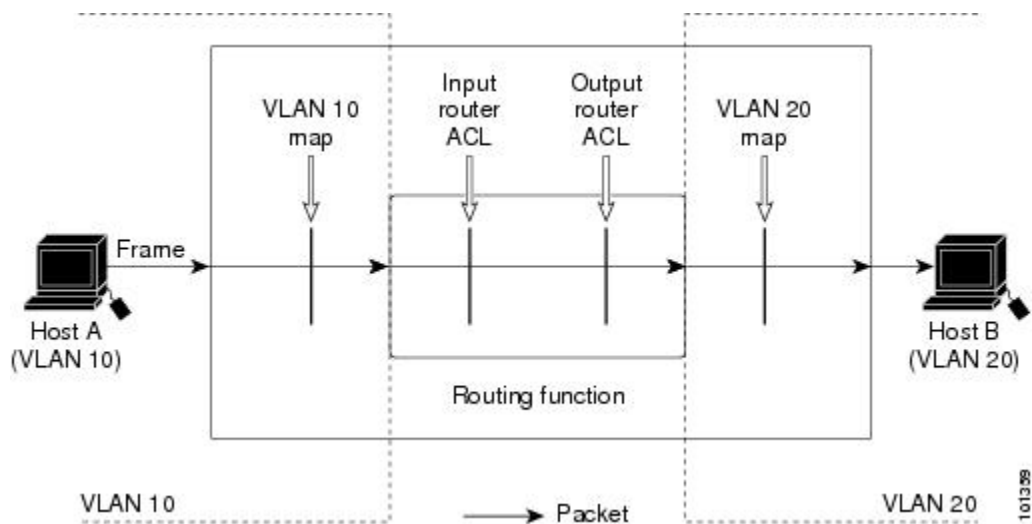 VLAN 10
map
Input
router
ACL
Output
router
ACL
VLAN 20
map
Frame
Host A
(VLAN 10)
Host B
(VLAN 20)
Routing function
VLAN 10
Packet
VLAN 20
101359